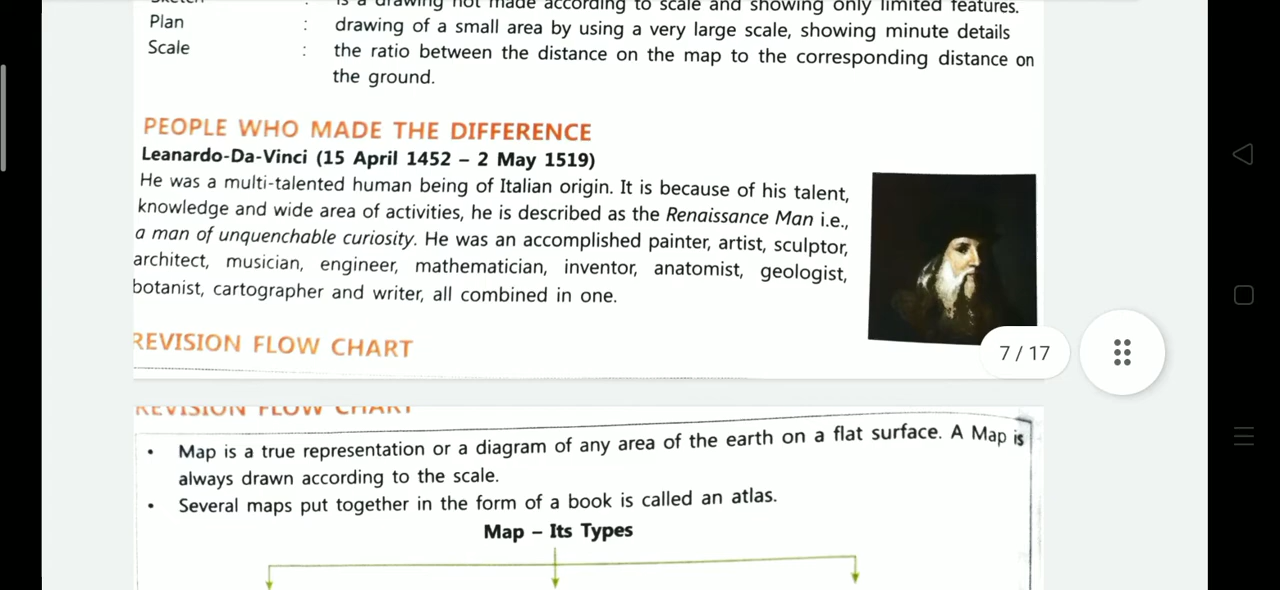 is a drawing not made according to scale and showing only limited features.
Plan : drawing of a small area by using a very large scale, showing minute details
Scale : the ratio between the distance on the map to the corresponding distance on
the ground.
PEOPLE WHO MADE THE DIFFERENCE
Leanardo-Da-Vinci (15 April 1452 – 2 May 1519)
He was a multi-talented human being of Italian origin. It is because of his talent,
knowledge and wide area of activities, he is described as the Renaissance Man i.e.,
a man of unquenchable curiosity. He was an accomplished painter, artist, sculptor,
architect, musician, engineer, mathematician, inventor, anatomist, geologist,
botanist, cartographer and writer, all combined in one.
REVISION FLOW CHART
7 / 17
REVISION FLOW CHART
• Map is a true representation or a diagram of any area of the earth on a flat surface. A Map is
always drawn according to the scale.
• Several maps put together in the form of a book is called an atlas.
Map – Its Types